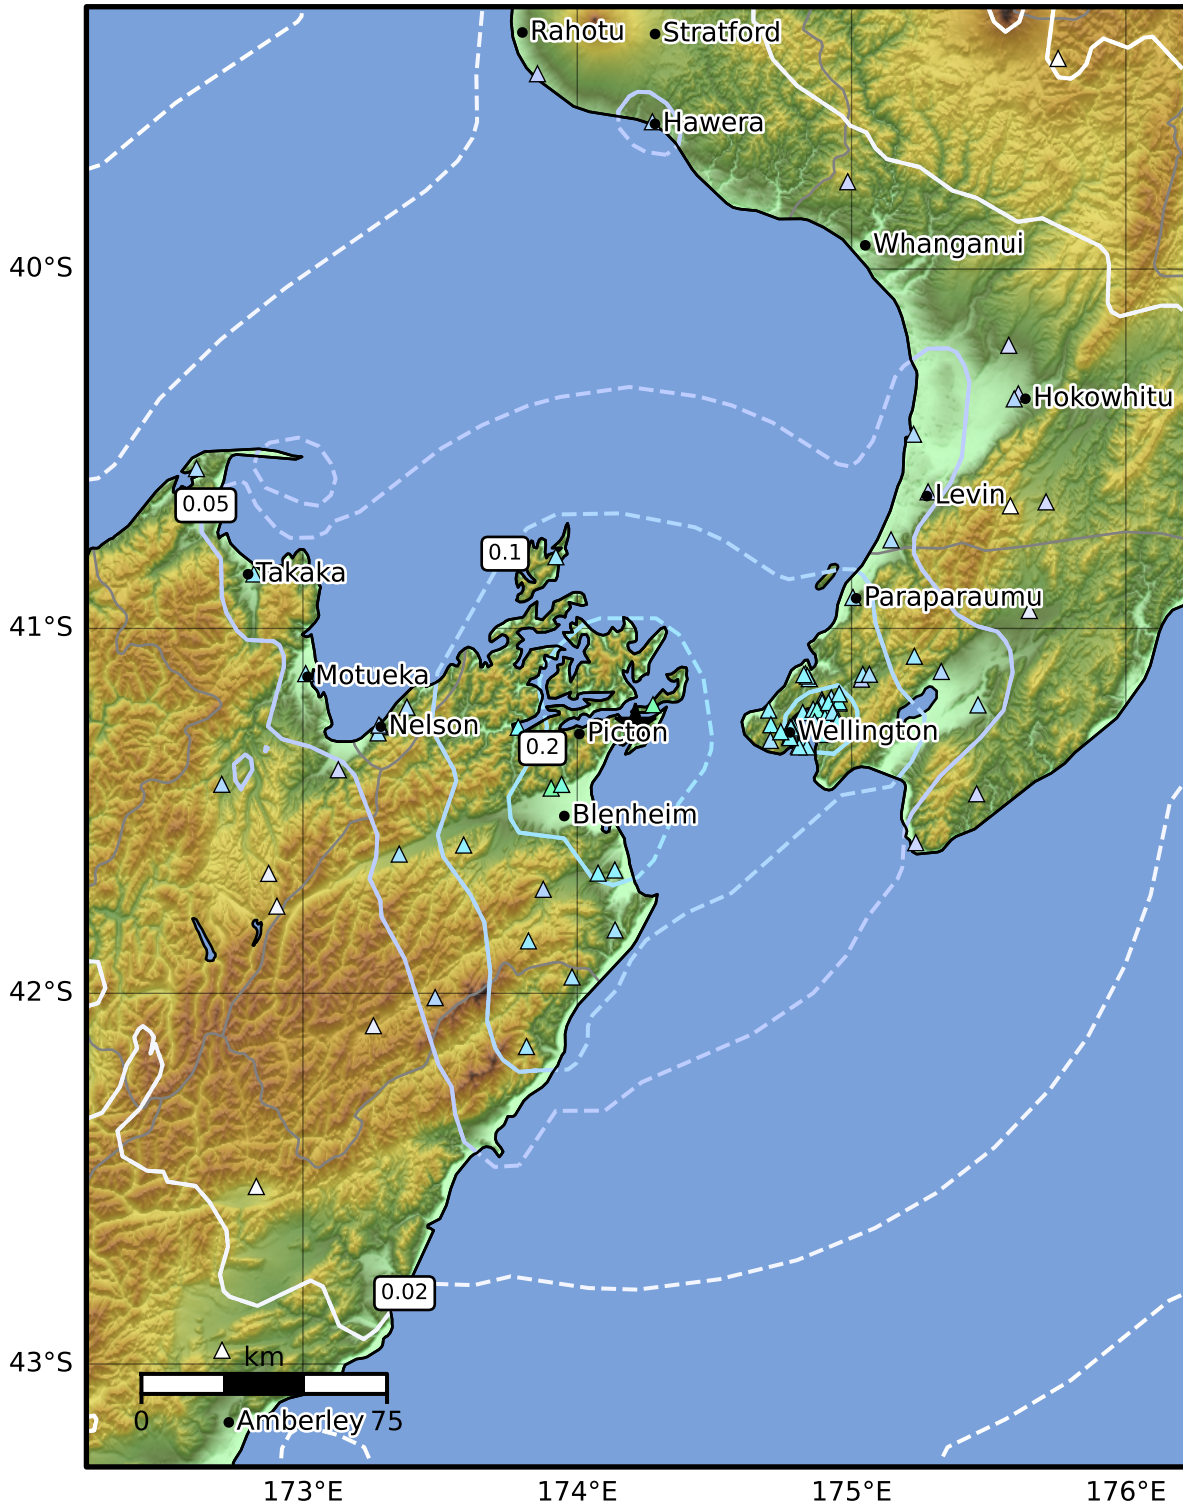 Rahotu
Stratford
Hawera
Whanganui
40°S
Hokowhitu
Levin
0.05
0.1
Takaka
Paraparaumu
41°S
Motueka
Nelson
Picton
Wellington
0.2
Blenheim
42°S
0.02
43°S
km
0
75
Amberley
173°E
174°E
175°E
176°E